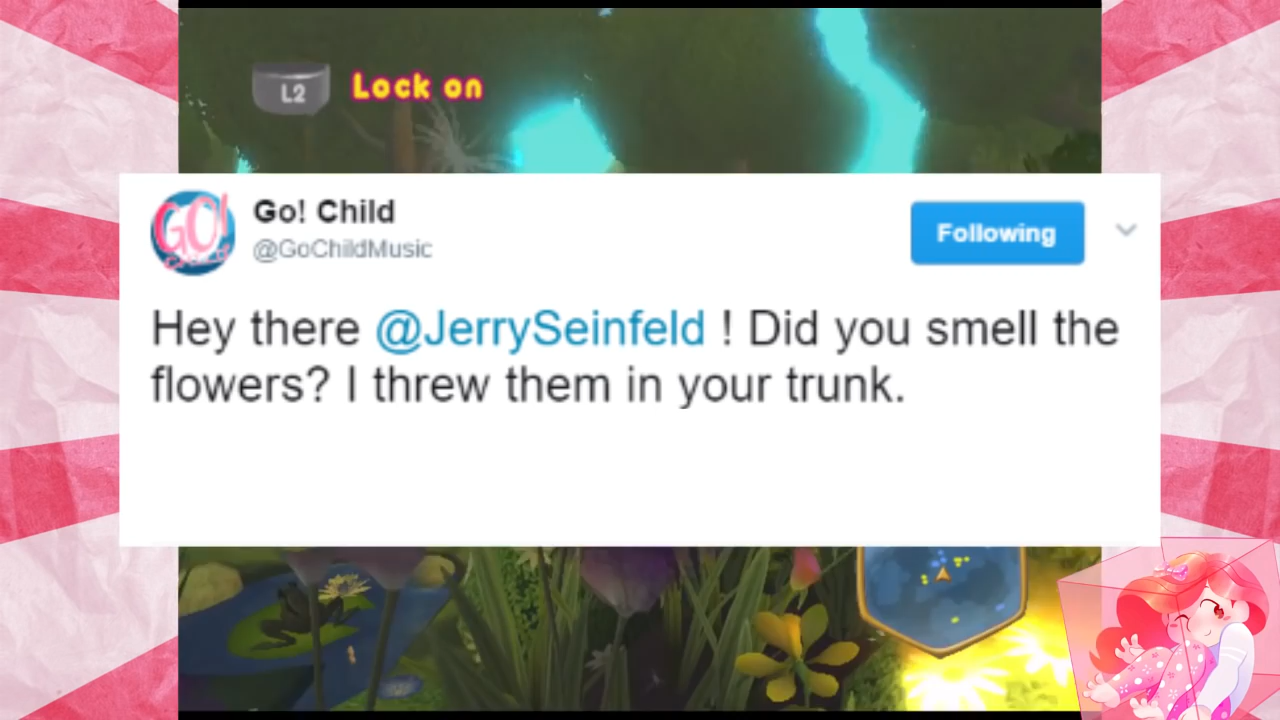 L2 Lock on
GO!
Go! Child
@GoChildMusic
Following
Hey there @JerrySeinfeld ! Did you smell the
flowers? I threw them in your trunk.